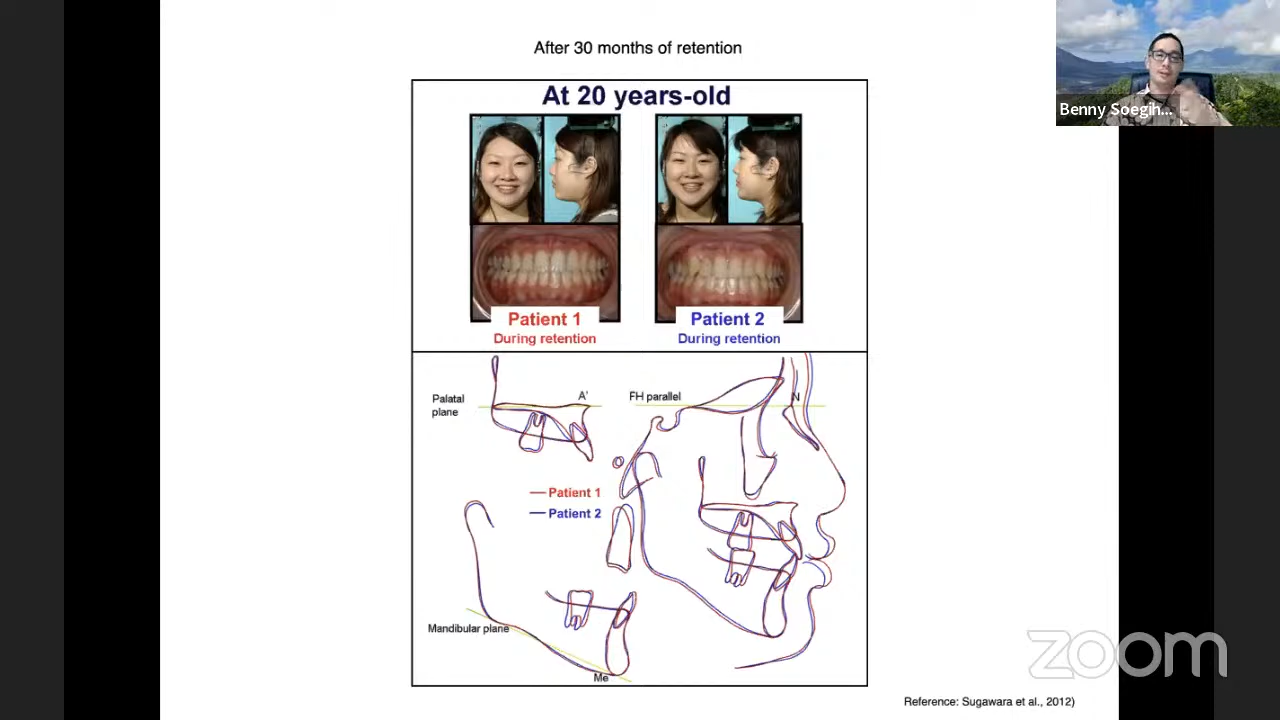 After 30 months of retention
Benny Soegih...
At 20 years-old
Patient 1
During retention
Patient 2
During retention
Palatal
plane
A'
FH parallel
N
Patient 1
Patient 2
Mandibular plane
Me
zoom
Reference: Sugawara et al., 2012)